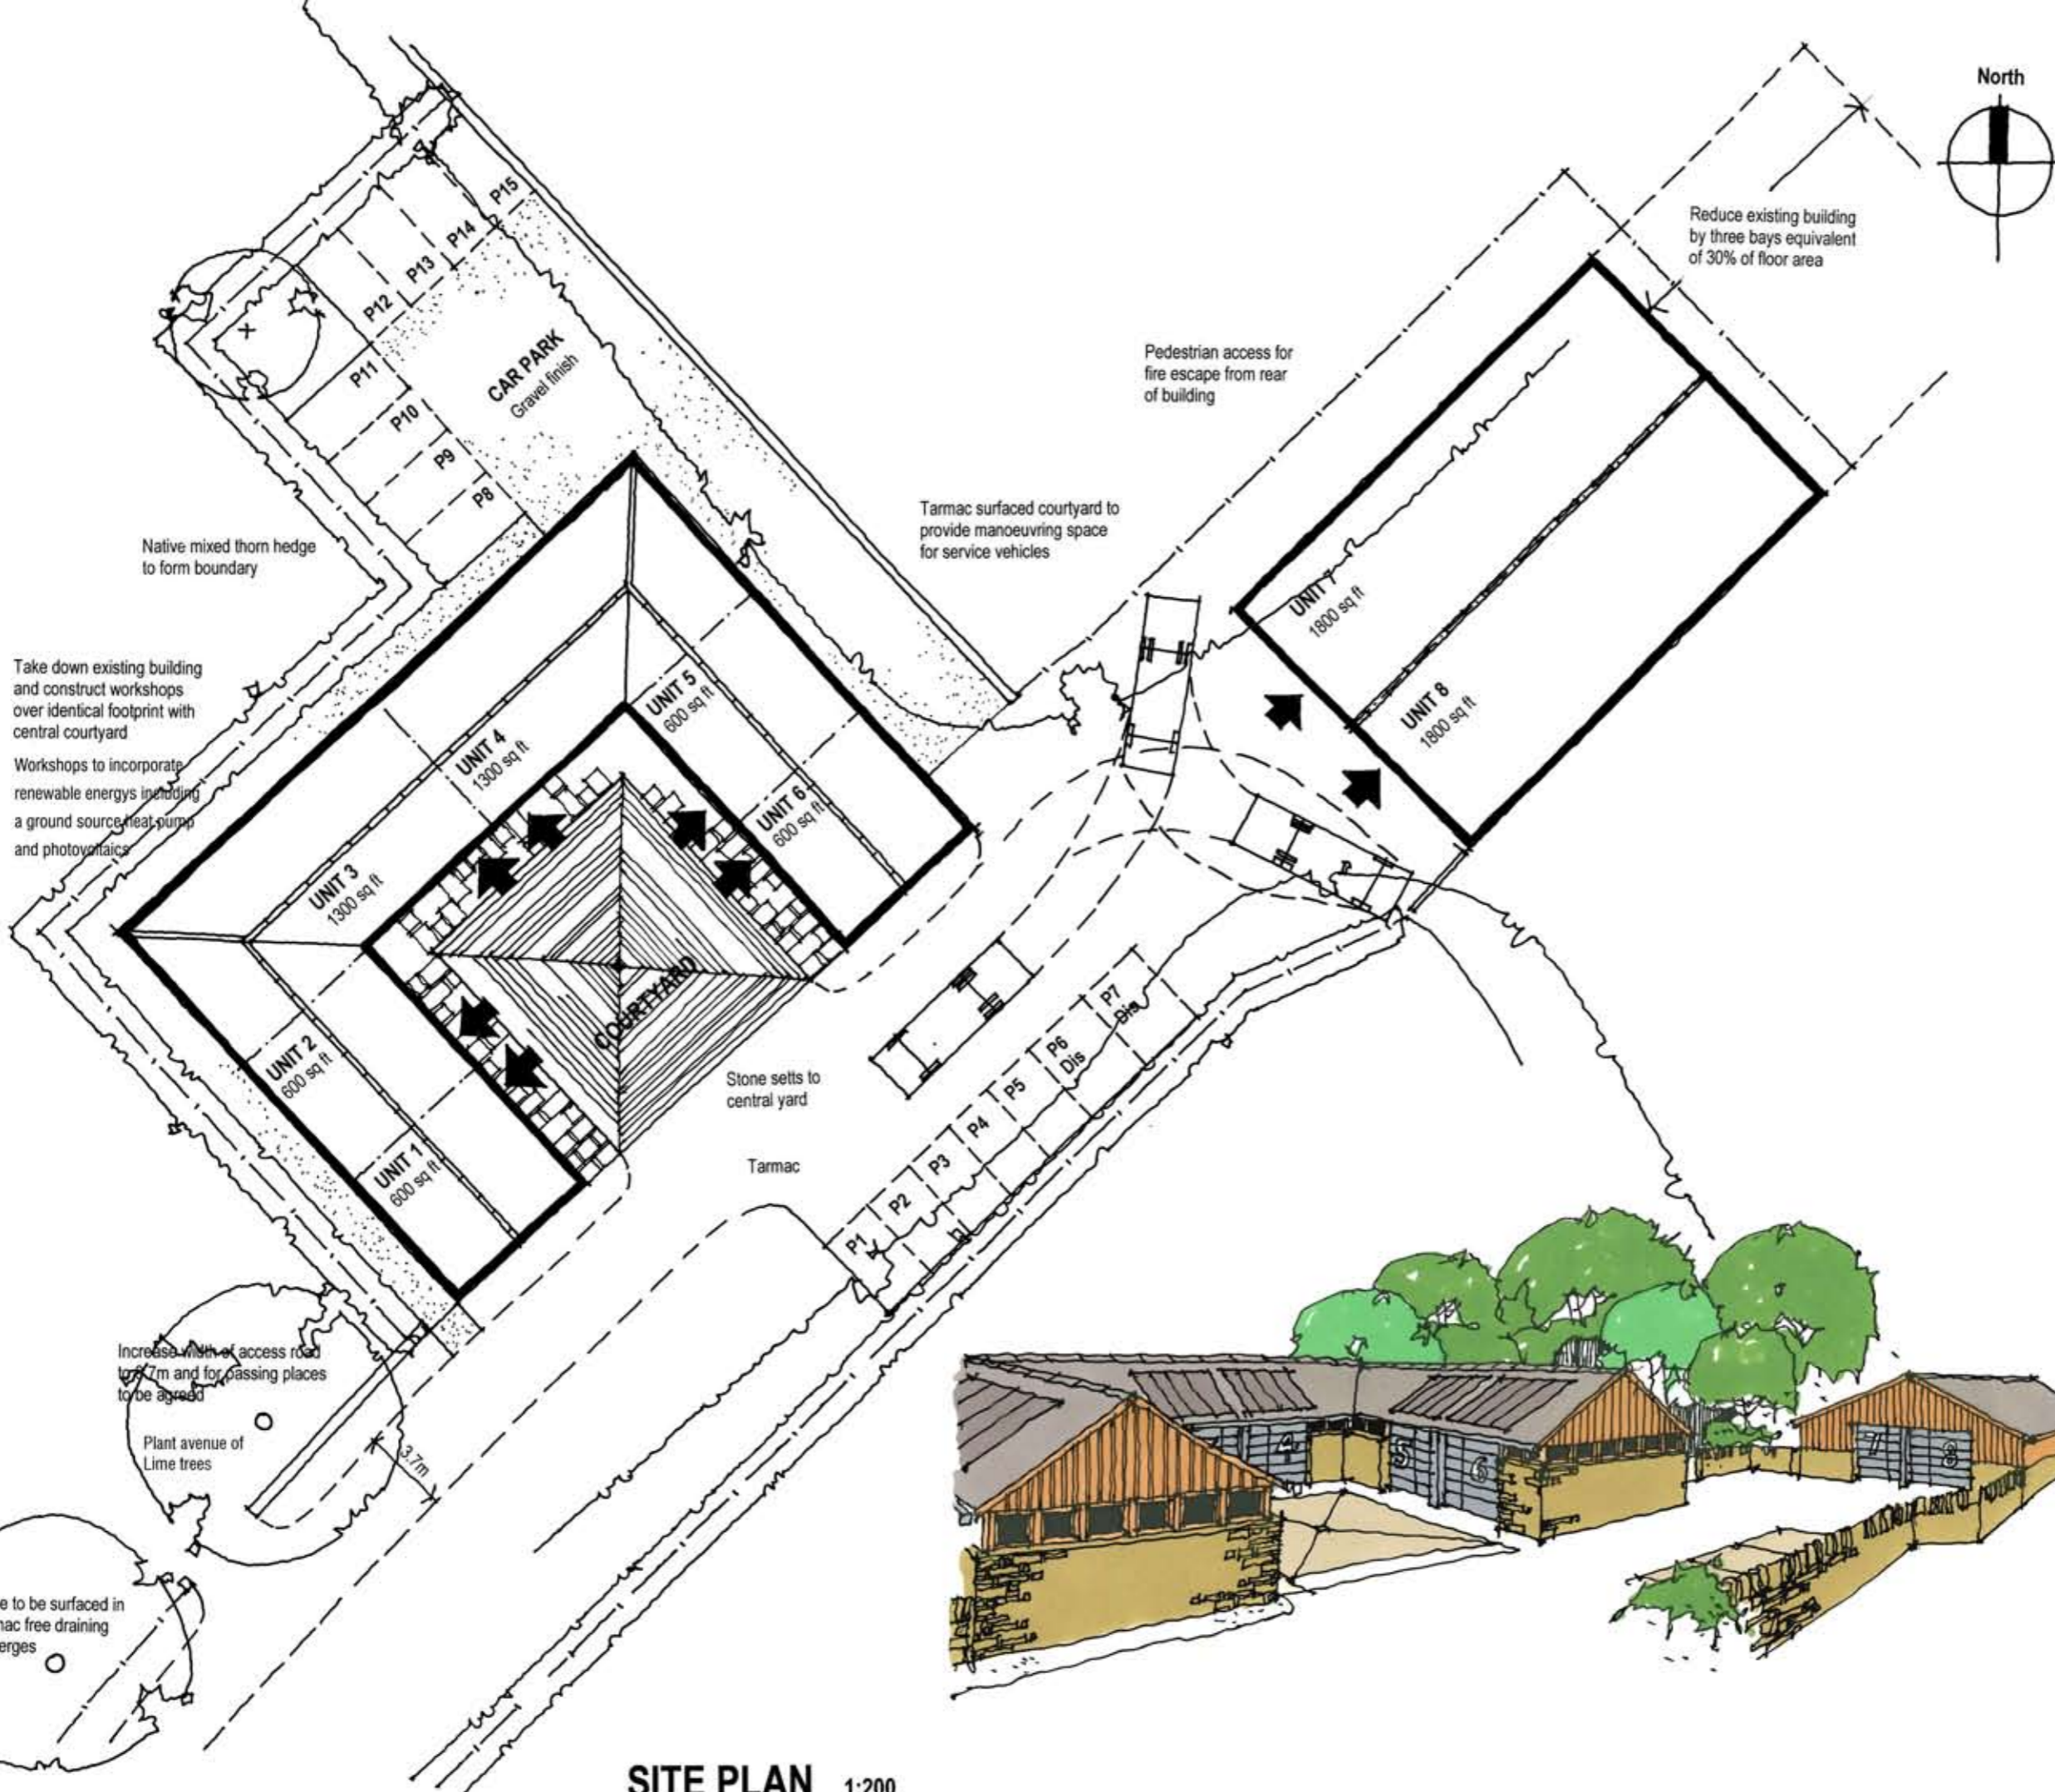 North
Reduce existing building
by three bays equivalent
of 30% of floor area
P15
P14
P13
P12
P11
P10
P9
P8
CAR PARK
Gravel finish
Pedestrian access for
fire escape from rear
of building
Tarmac surfaced courtyard to
provide manoeuvring space
for service vehicles
Native mixed thorn hedge
to form boundary
Take down existing building
and construct workshops
over identical footprint with
central courtyard
Workshops to incorporate
renewable energys including
a ground source heat pump
and photovoltaics
UNIT 7
1800 sq ft
UNIT 8
1800 sq ft
UNIT 5
600 sq ft
UNIT 4
1300 sq ft
UNIT 6
600 sq ft
UNIT 3
1300 sq ft
UNIT 2
600 sq ft
UNIT 1
600 sq ft
COURTYARD
Stone setts to
central yard
Tarmac
P7
Dis
P6
Dis
P5
P4
P3
P2
P1
Increase width of access road
to 3.7m and for passing places
to be agreed
Plant avenue of
Lime trees
3.7m
e to be surfaced in
mac free draining
erges
4
5
6
7
8
SITE PLAN 1:200